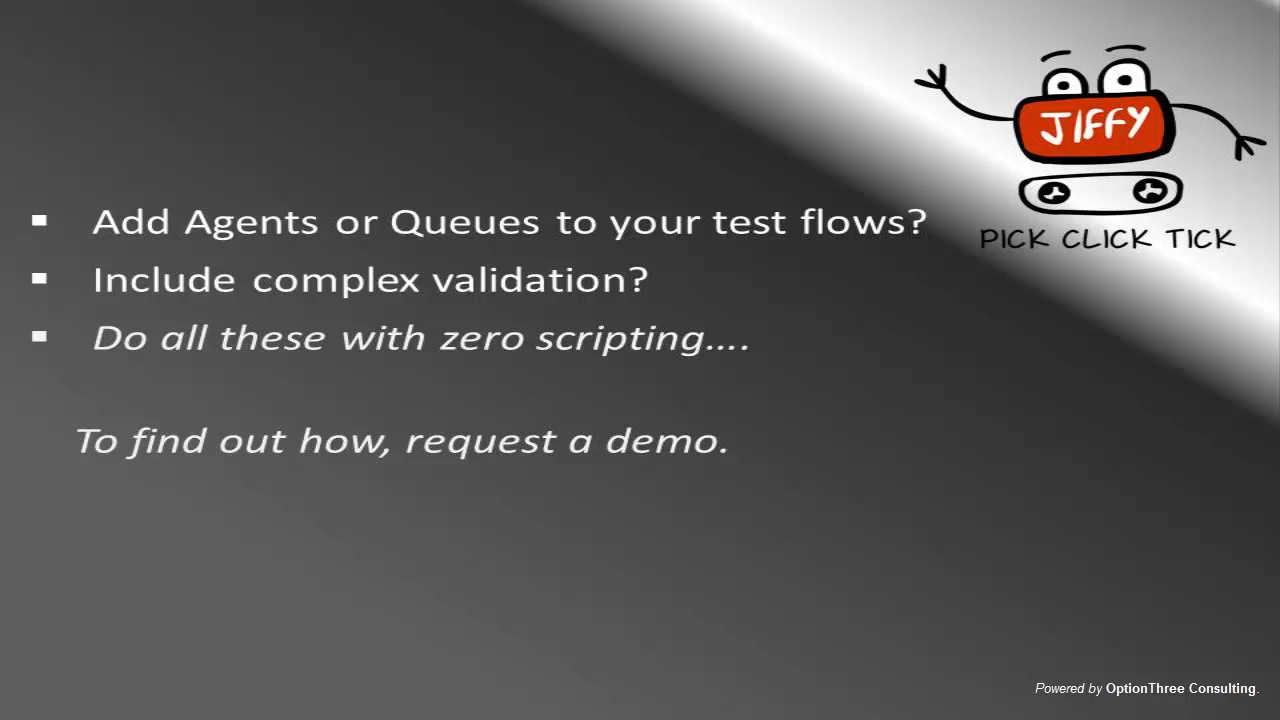 JIFFY
PICK CLICK TICK
Add Agents or Queues to your test flows?
Include complex validation?
Do all these with zero scripting....
To find out how, request a demo.
Powered by OptionThree Consulting.